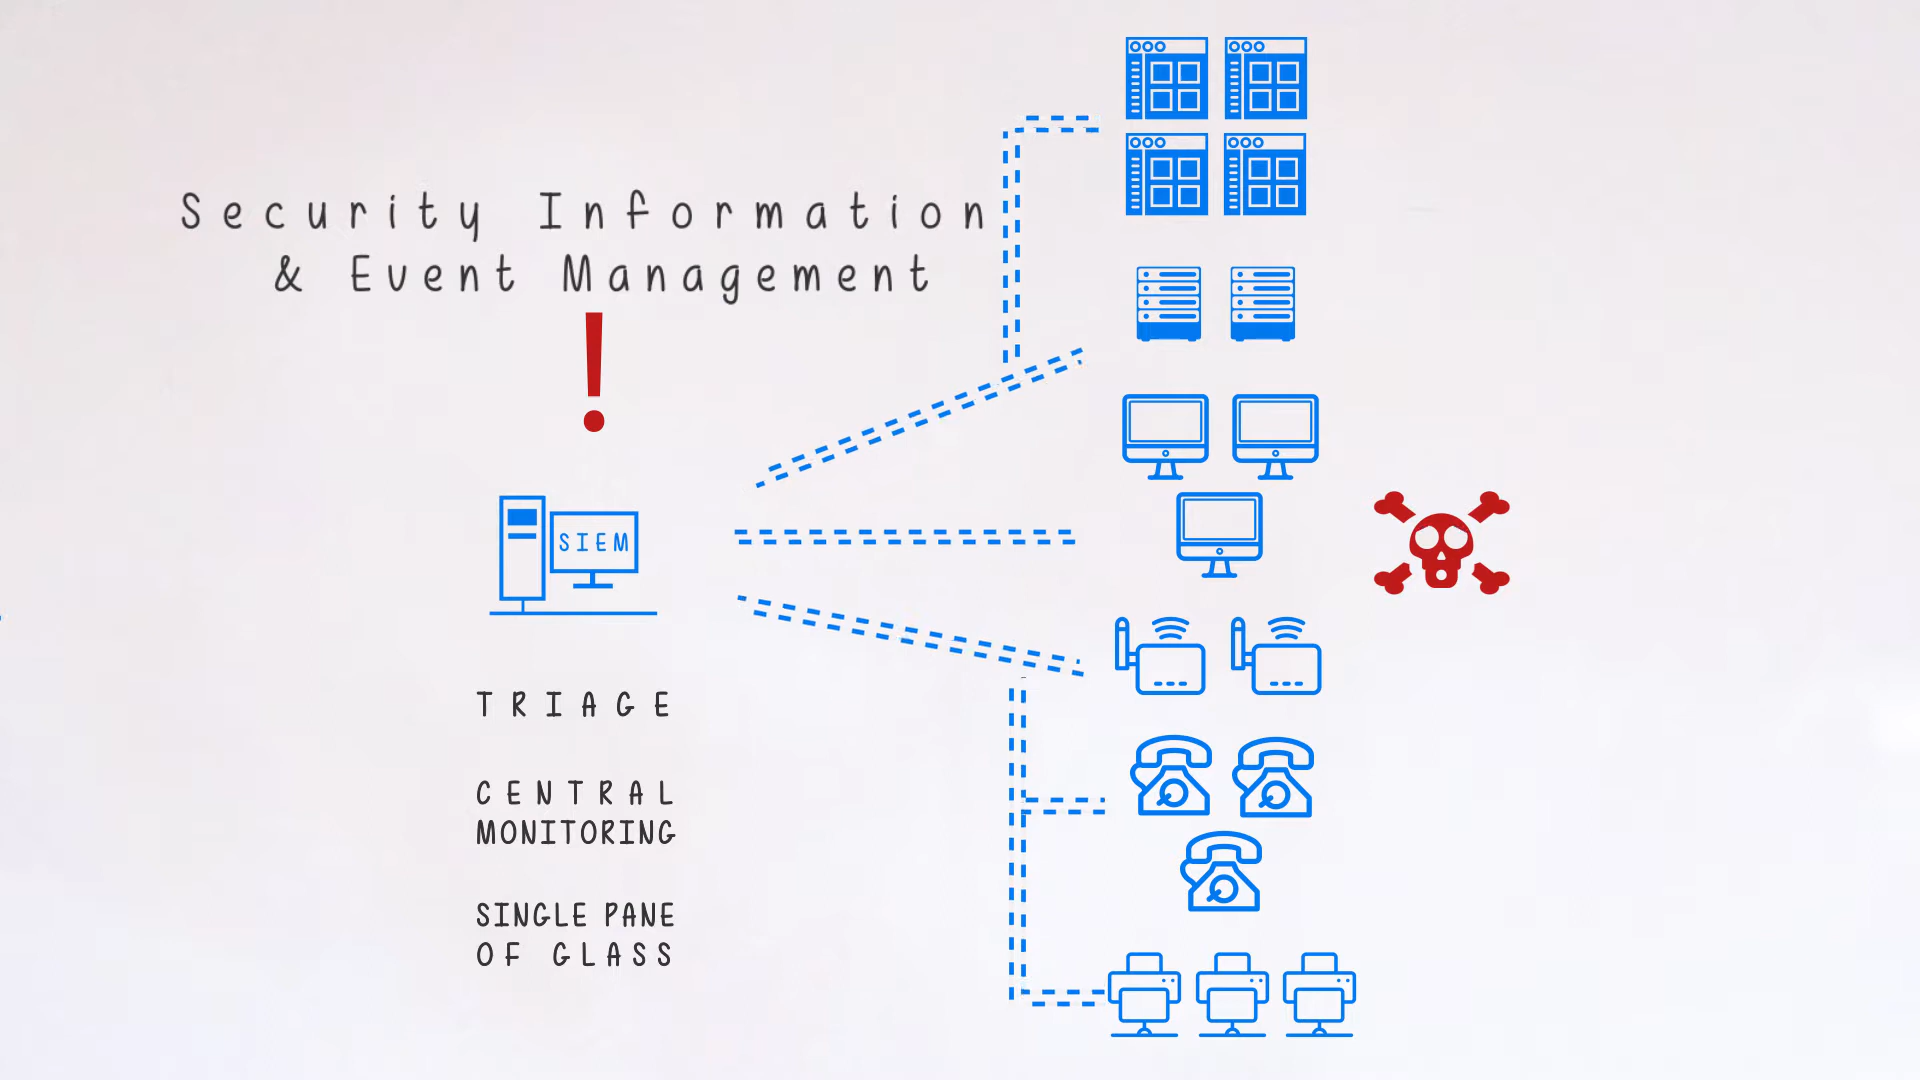 Security Information
& Event Management
!
SIEM
TRIAGE
CENTRAL
MONITORING
SINGLE PANE
OF GLASS